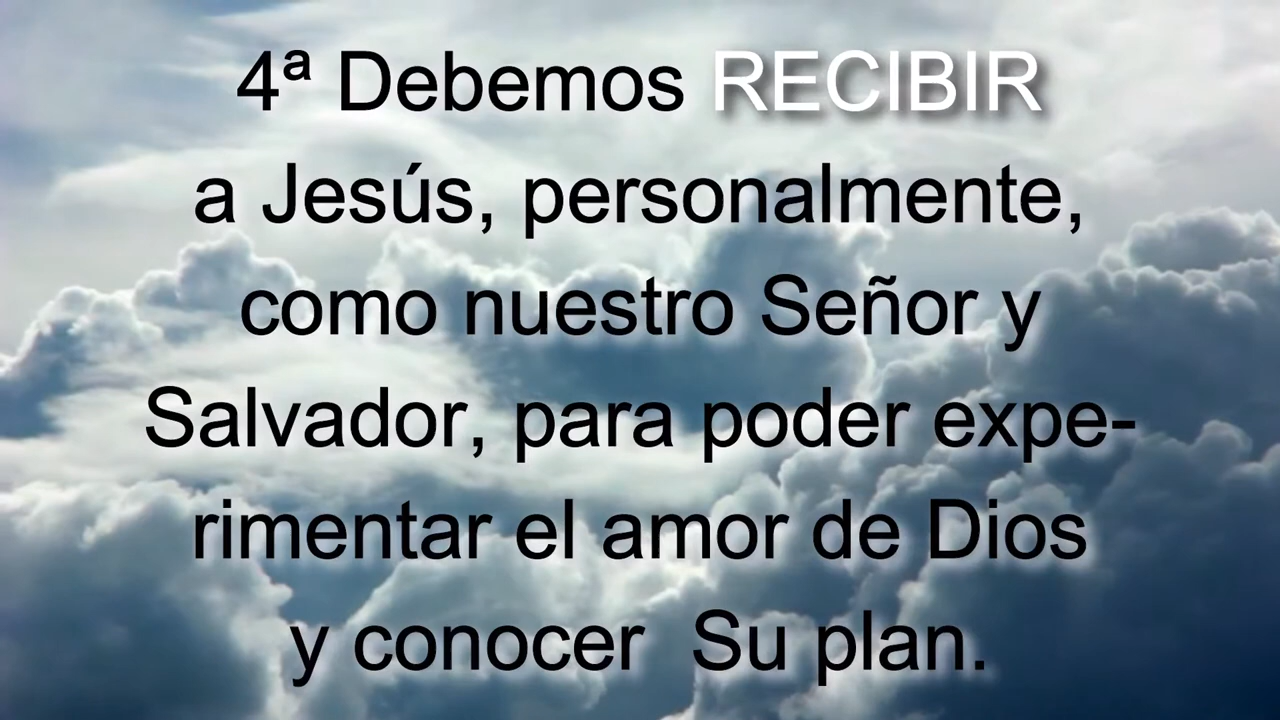 4ª Debemos RECIBIR
a Jesús, personalmente,
como nuestro Señor y
Salvador, para poder expe-
rimentar el amor de Dios
y conocer  Su plan.